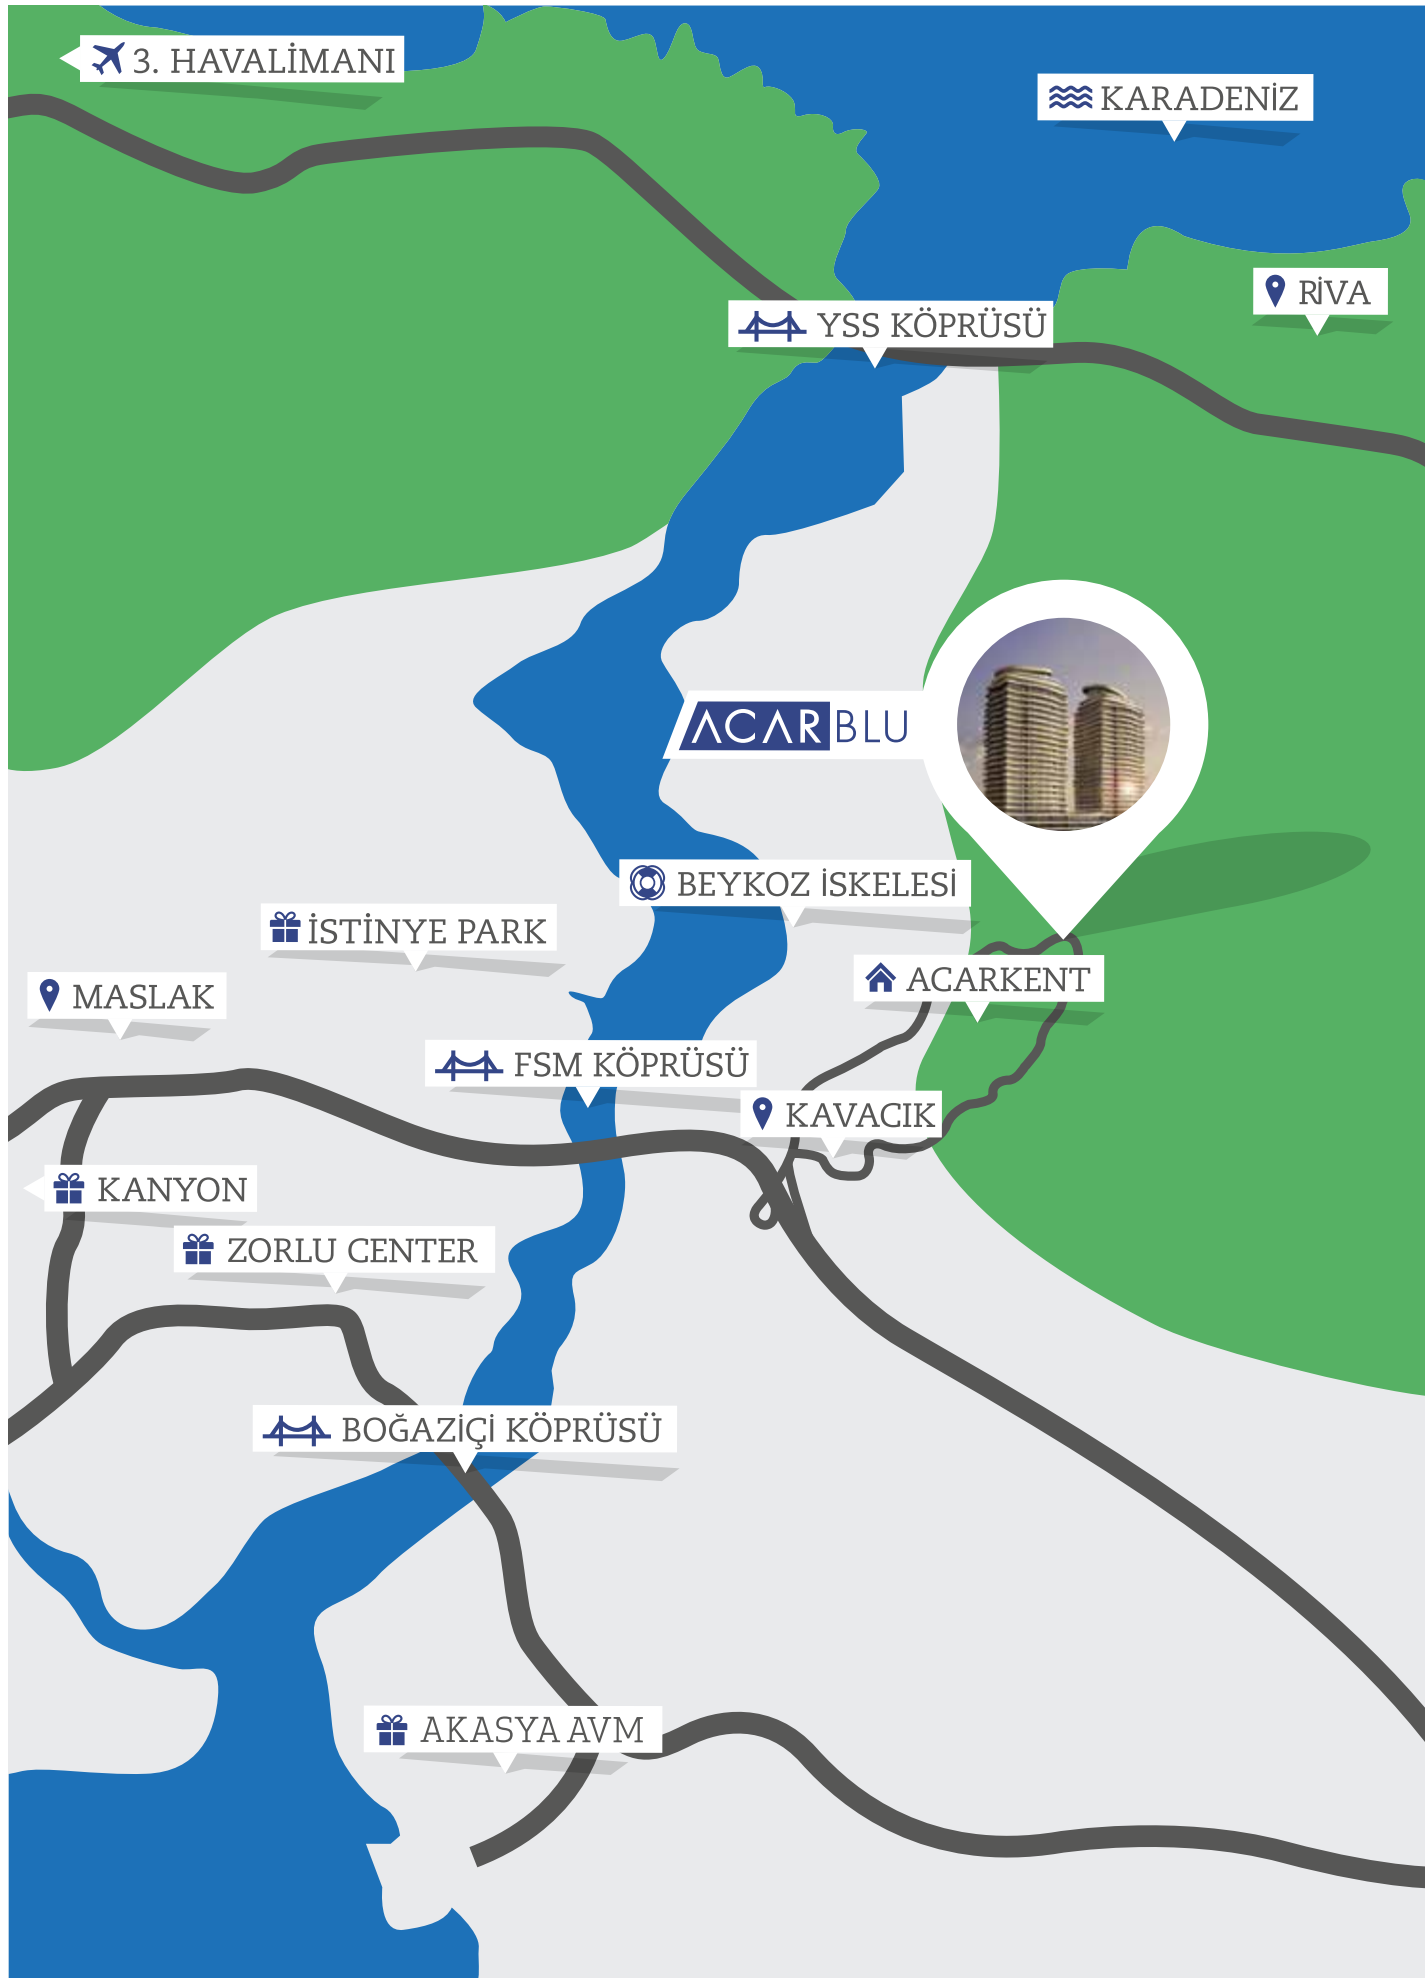 3. HAVALİMANI
KARADENİZ
RİVA
YSS KÖPRÜSÜ
ACARBLU
BEYKOZ İSKELESİ
İSTİNYE PARK
ACARKENT
MASLAK
FSM KÖPRÜSÜ
KAVACIK
KANYON
ZORLU CENTER
BOĞAZİÇİ KÖPRÜSÜ
AKASYA AVM